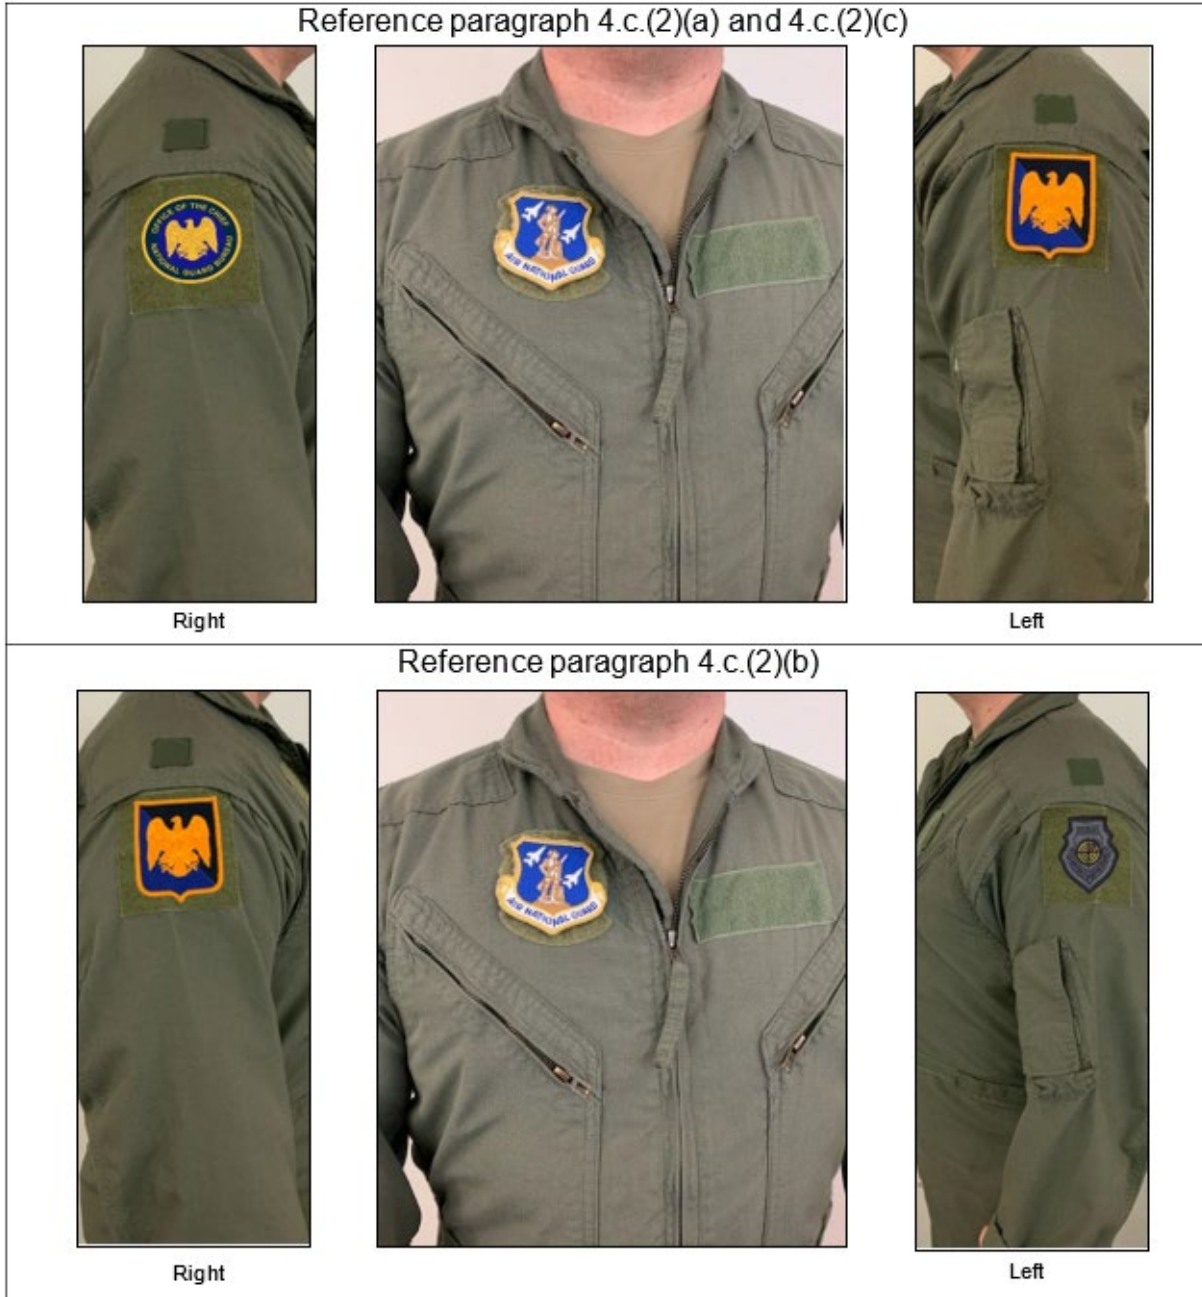 Reference paragraph 4.c.(2)(a) and 4.c.(2)(c)
OFFICE OF THE CHIEF
NATIONAL GUARD BUREAU
AIR NATIONAL GUARD
Right
Left
Reference paragraph 4.c.(2)(b)
AIR NATIONAL GUARD
Right
Left